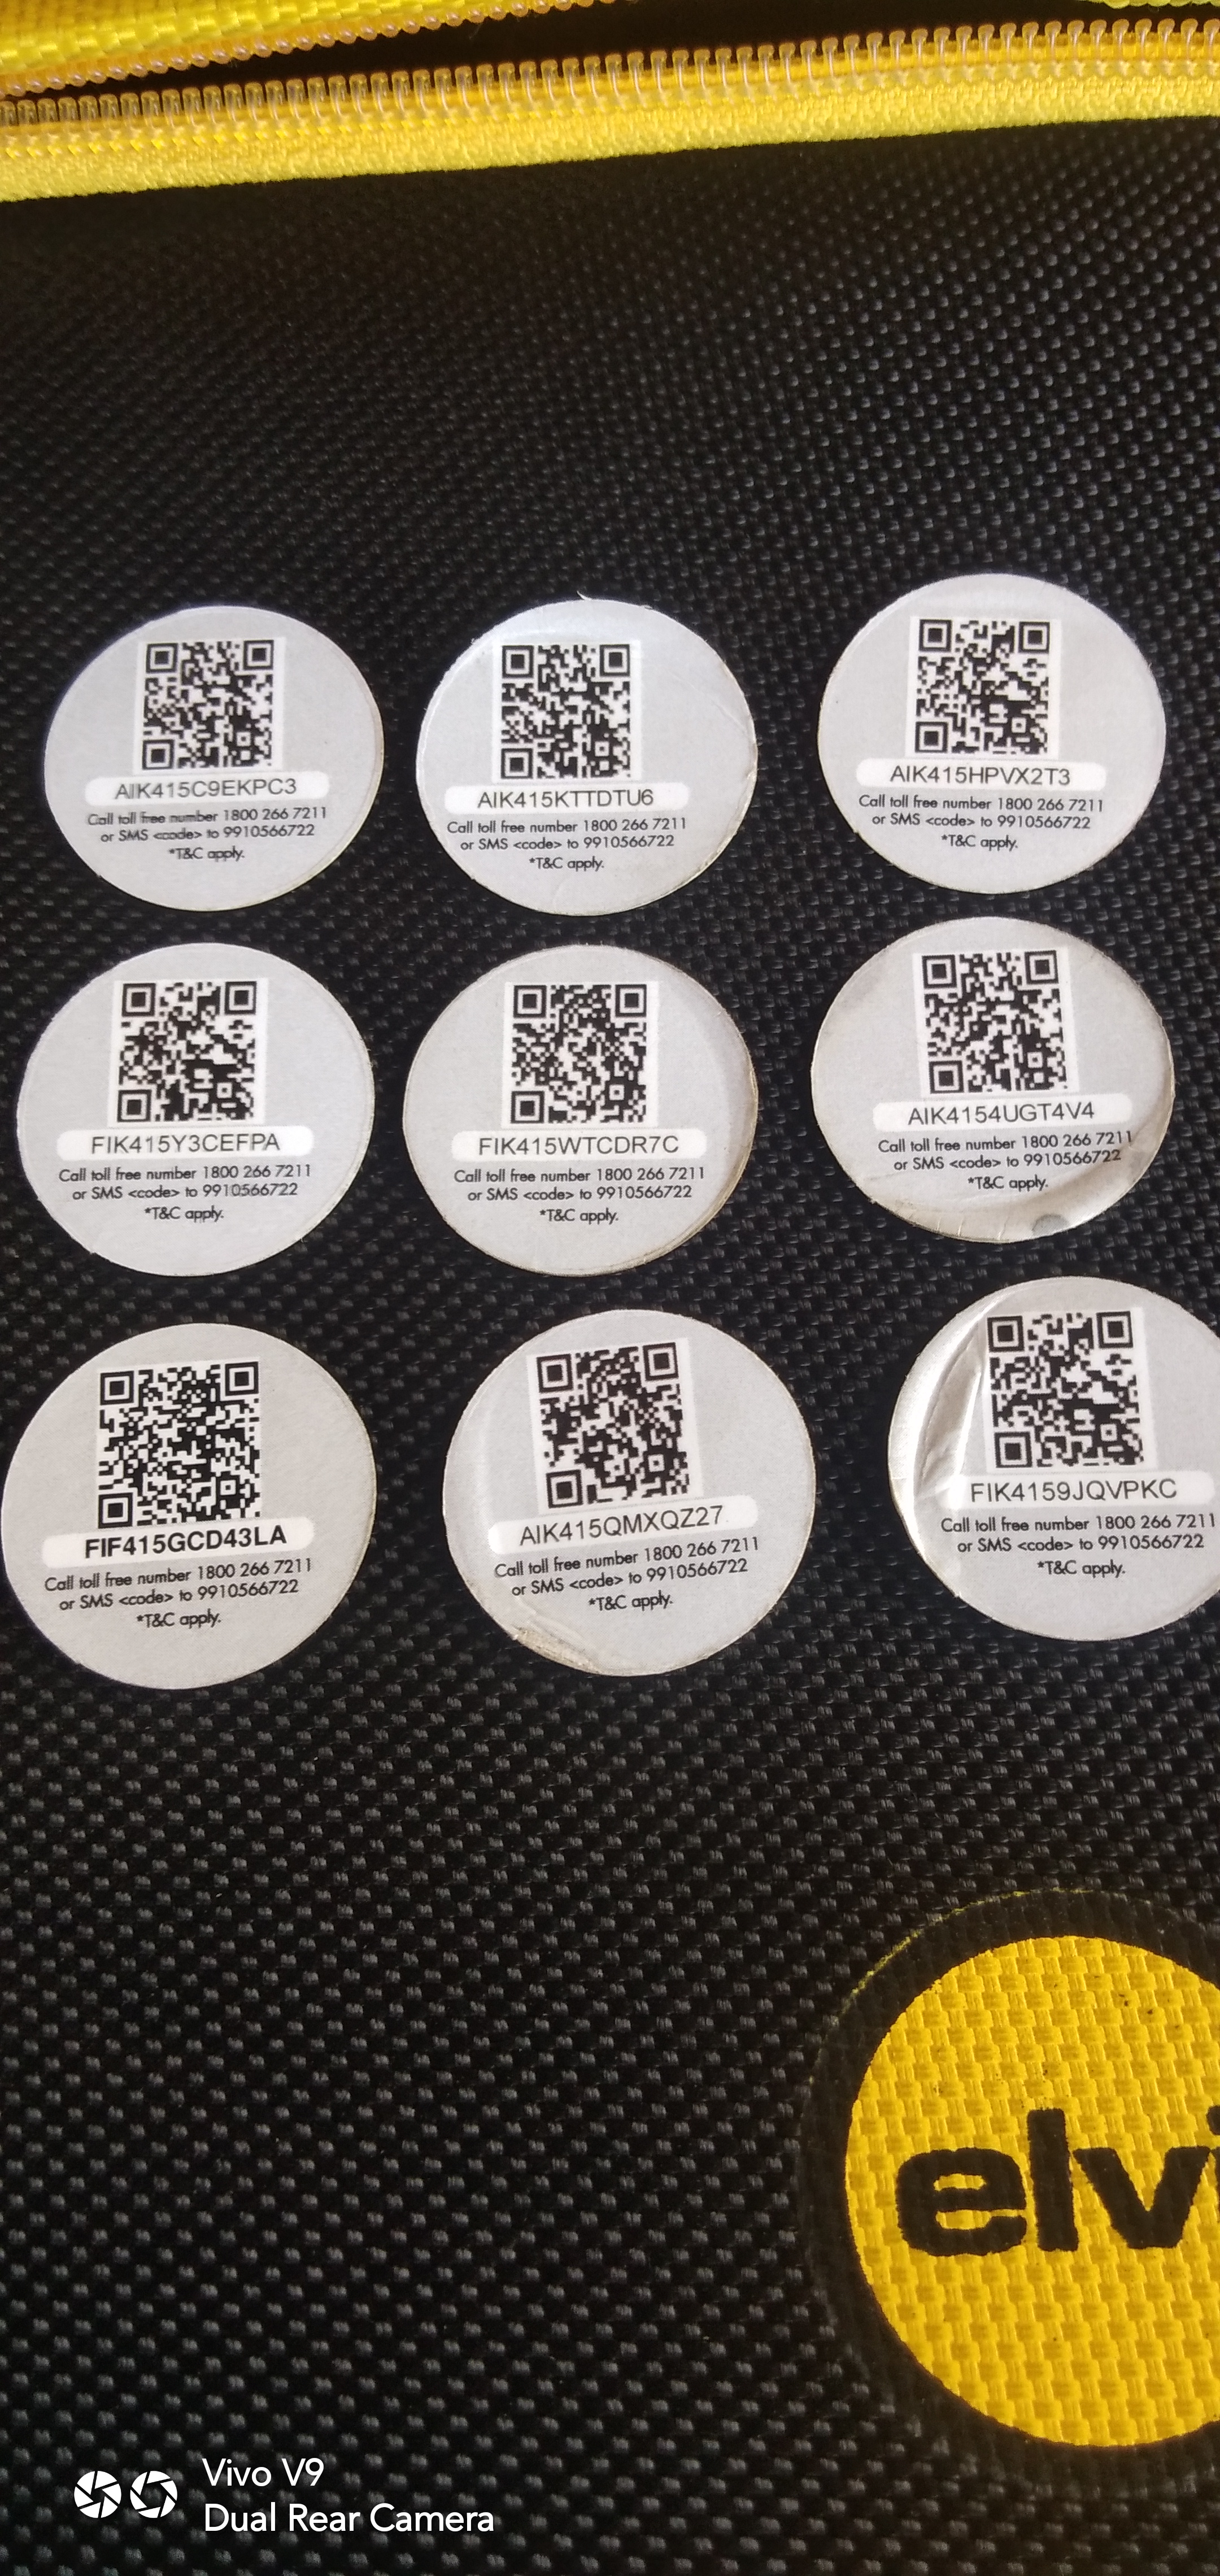 AIK415C9EKPC3
Call toll free number 1800 266 7211
or SMS <code> to 9910566722
*T&C apply.
AIK415KTTDTU6
Call toll free number 1800 266 7211
or SMS <code> to 9910566722
*T&C apply.
AIK415HPVX2T3
Call toll free number 1800 266 7211
or SMS <code> to 9910566722
*T&C apply.
FIK415Y3CEFPA
Call toll free number 1800 266 7211
or SMS <code> to 9910566722
*T&C apply.
FIK415WTCDR7C
Call toll free number 1800 266 7211
or SMS <code> to 9910566722
*T&C apply.
AIK4154UGT4V4
Call toll free number 1800 266 7211
or SMS <code> to 9910566722
*T&C apply.
FIF415GCD43LA
Call toll free number 1800 266 7211
or SMS <code> to 9910566722
*T&C apply.
AIK415QMXQZ27
Call toll free number 1800 266 7211
or SMS <code> to 9910566722
*T&C apply.
FIK4159JQVPKC
Call toll free number 1800 266 7211
or SMS <code> to 9910566722
*T&C apply.
elvi
Vivo V9
Dual Rear Camera